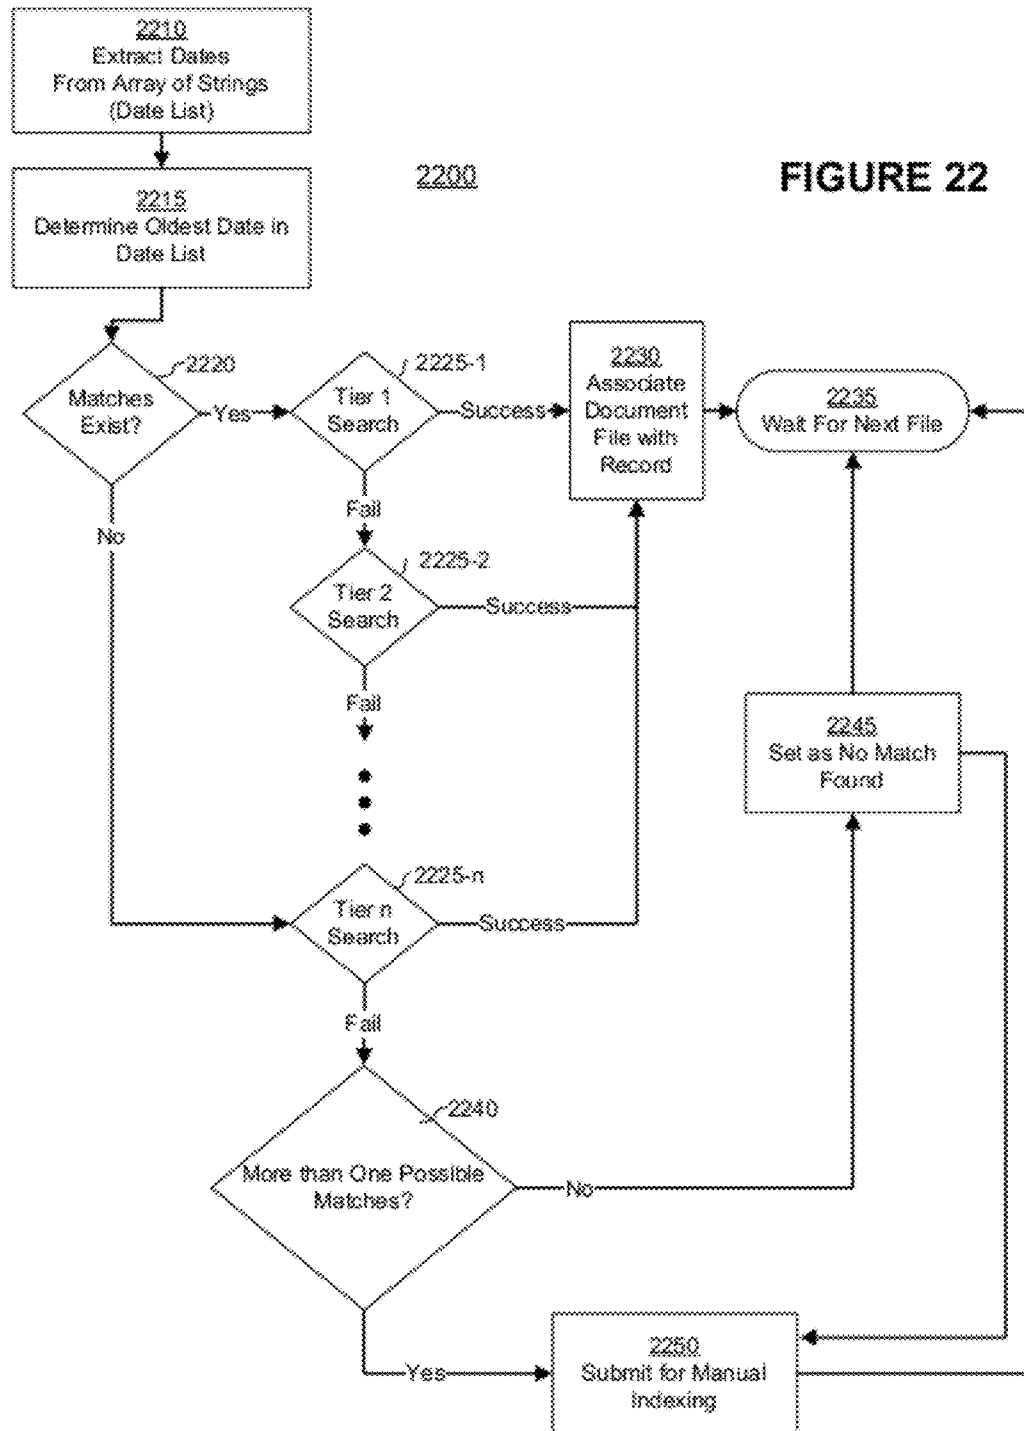 2210
Extract Dates
From Array of Strings
(Date List)
2200
FIGURE 22
2215
Determine Oldest Date in
Date List
2220
Matches
Exist?
Yes
No
2225-1
Tier 1
Search
Success
Fail
2230
Associate
Document
File with
Record
2235
Wait For Next File
2225-2
Tier 2
Search
Success
Fail
2245
Set as No Match
Found
2225-n
Tier n
Search
Success
Fail
2240
More than One Possible
Matches?
No
Yes
2250
Submit for Manual
Indexing